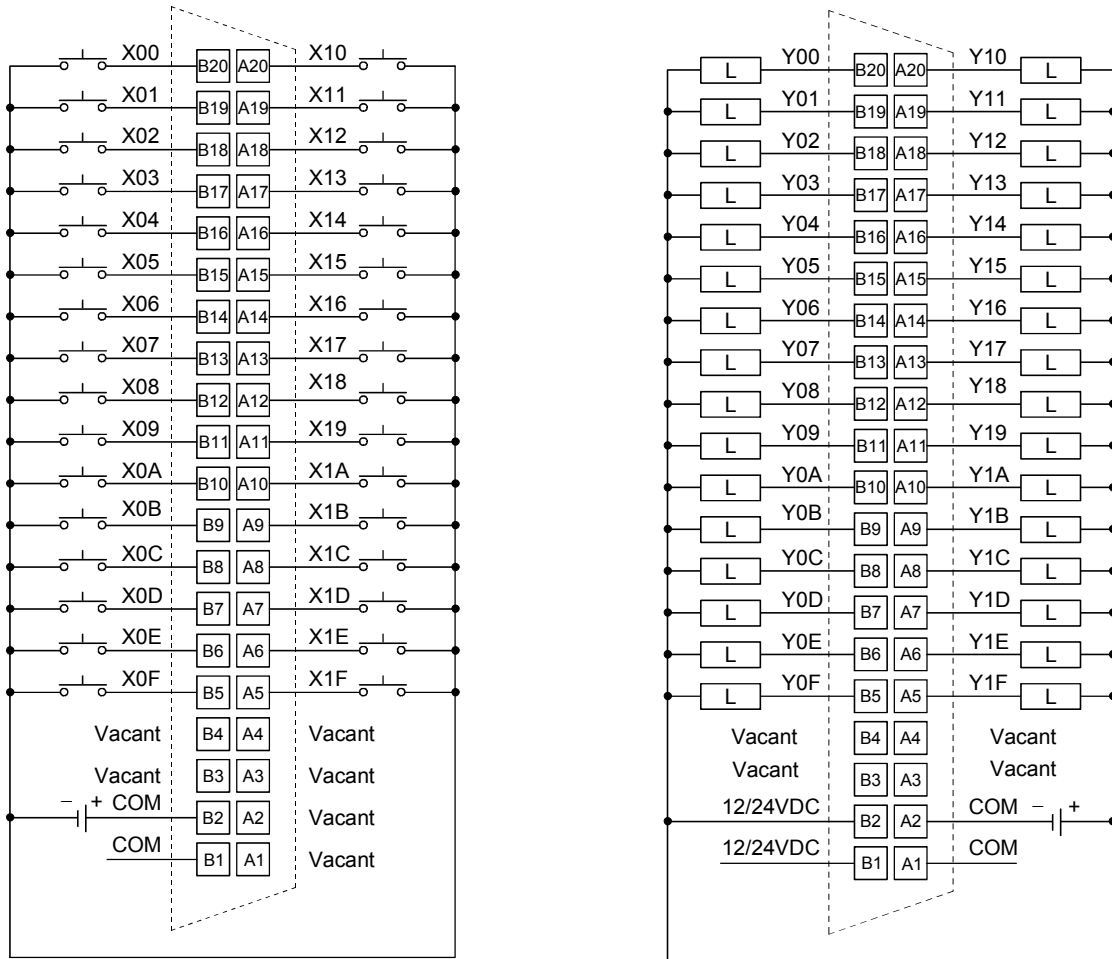 X00 B20 A20 X10
X01 B19 A19 X11
X02 B18 A18 X12
X03 B17 A17 X13
X04 B16 A16 X14
X05 B15 A15 X15
X06 B14 A14 X16
X07 B13 A13 X17
X08 B12 A12 X18
X09 B11 A11 X19
X0A B10 A10 X1A
X0B B9 A9 X1B
X0C B8 A8 X1C
X0D B7 A7 X1D
X0E B6 A6 X1E
X0F B5 A5 X1F
Vacant B4 A4 Vacant
Vacant B3 A3 Vacant
− + COM B2 A2 Vacant
COM B1 A1 Vacant
L Y00 B20 A20 Y10 L
L Y01 B19 A19 Y11 L
L Y02 B18 A18 Y12 L
L Y03 B17 A17 Y13 L
L Y04 B16 A16 Y14 L
L Y05 B15 A15 Y15 L
L Y06 B14 A14 Y16 L
L Y07 B13 A13 Y17 L
L Y08 B12 A12 Y18 L
L Y09 B11 A11 Y19 L
L Y0A B10 A10 Y1A L
L Y0B B9 A9 Y1B L
L Y0C B8 A8 Y1C L
L Y0D B7 A7 Y1D L
L Y0E B6 A6 Y1E L
L Y0F B5 A5 Y1F L
Vacant B4 A4 Vacant
Vacant B3 A3 Vacant
12/24VDC B2 A2 COM − +
12/24VDC B1 A1 COM